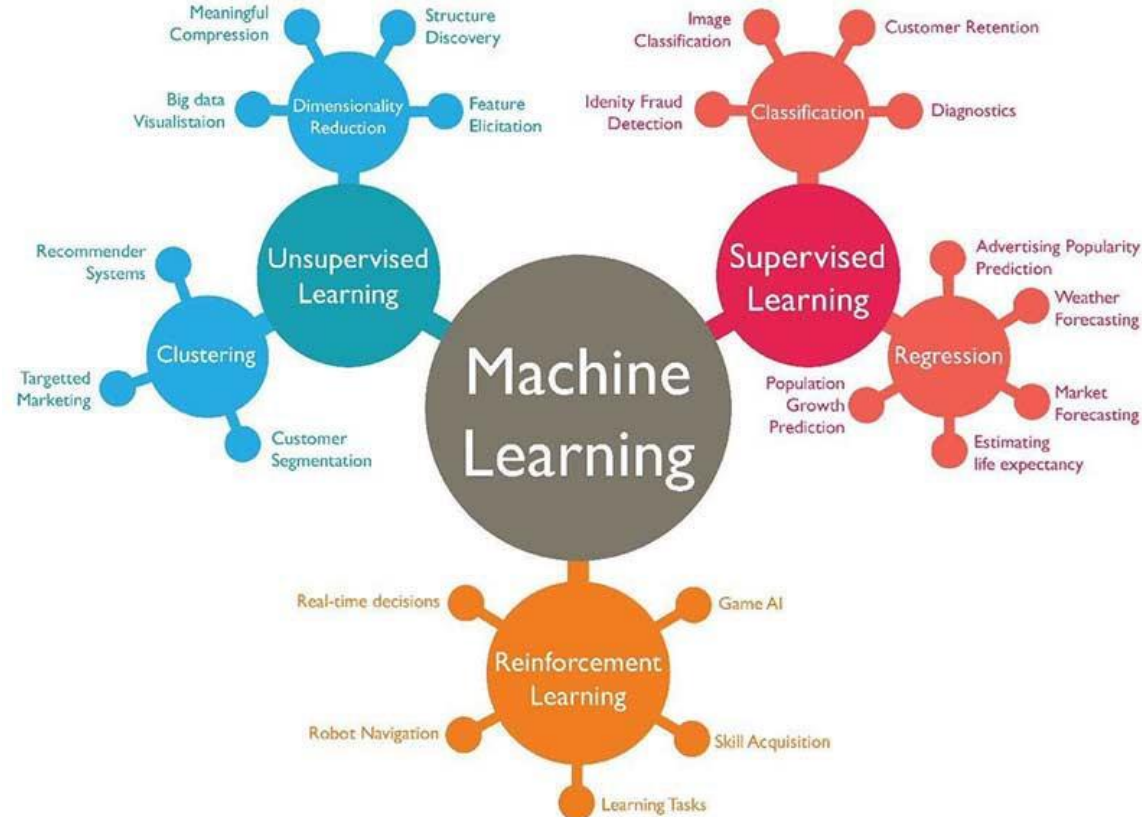 Meaningful
Compression
Structure
Discovery
Big data
Visualistaion
Dimensionality
Reduction
Feature
Elicitation
Unsupervised
Learning
Recommender
Systems
Clustering
Targetted
Marketing
Customer
Segmentation
Machine
Learning
Image
Classification
Customer Retention
Idenity Fraud
Detection
Classification
Diagnostics
Supervised
Learning
Advertising Popularity
Prediction
Weather
Forecasting
Regression
Population
Growth
Prediction
Market
Forecasting
Estimating
life expectancy
Real-time decisions
Game AI
Reinforcement
Learning
Robot Navigation
Skill Acquisition
Learning Tasks